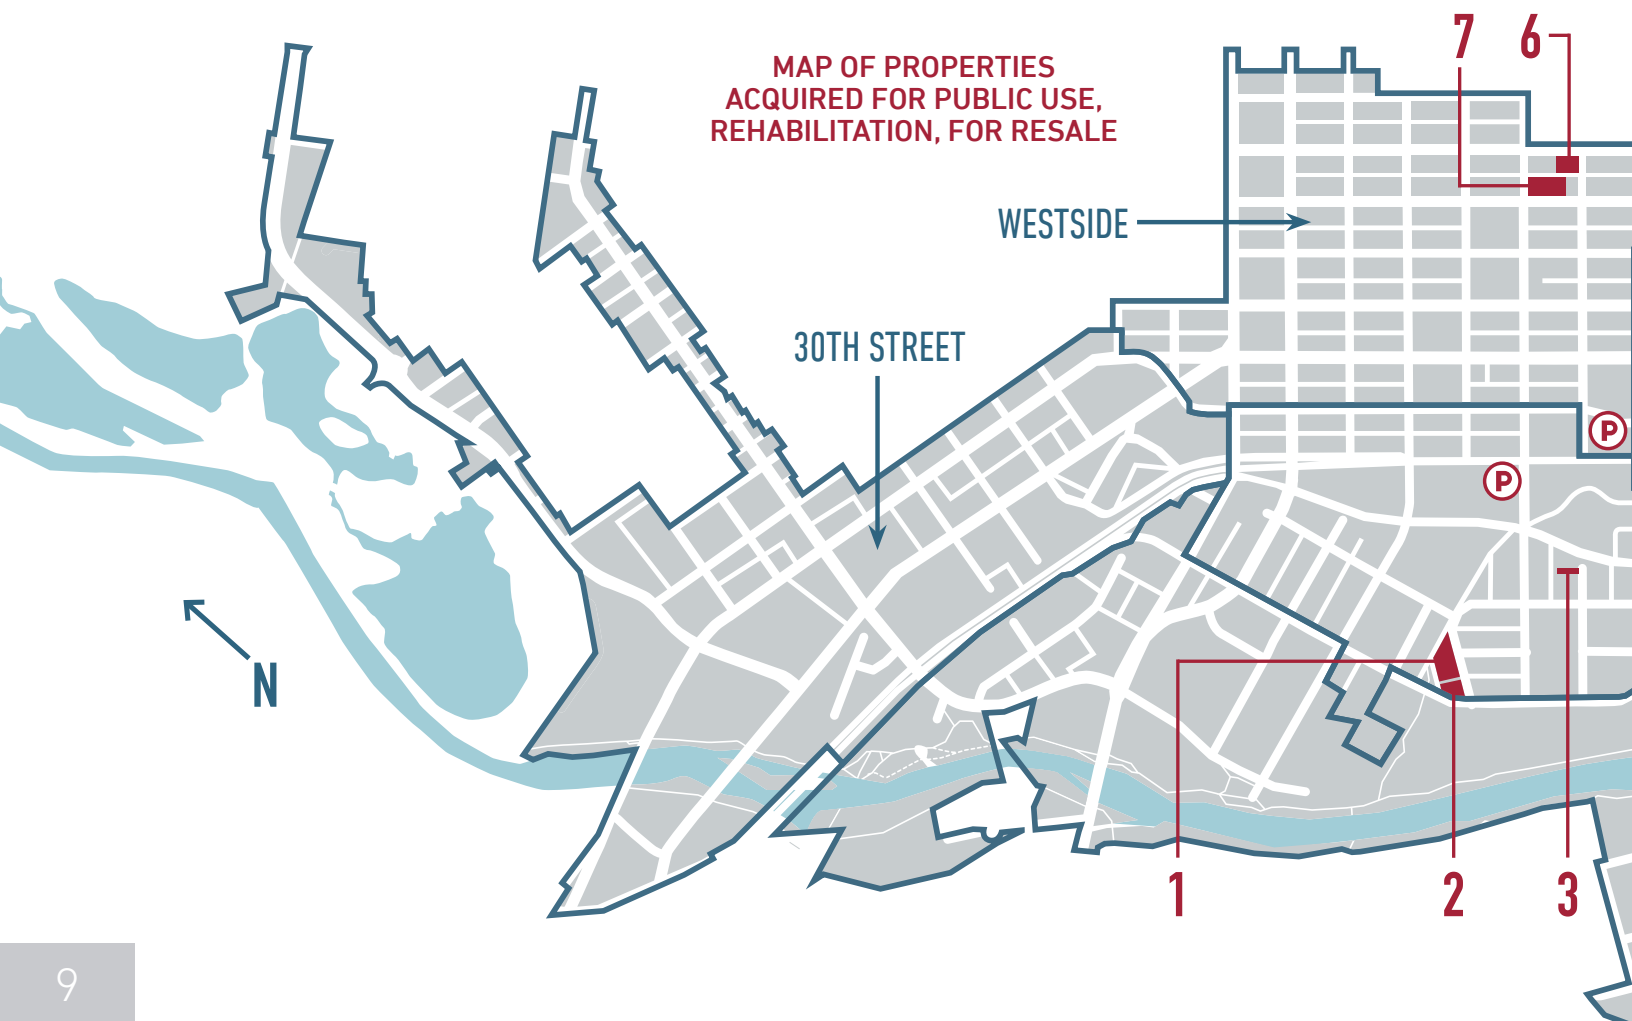 7 6
MAP OF PROPERTIES
ACQUIRED FOR PUBLIC USE,
REHABILITATION, FOR RESALE
WESTSIDE
30TH STREET
P
P
N
1 2 3
9